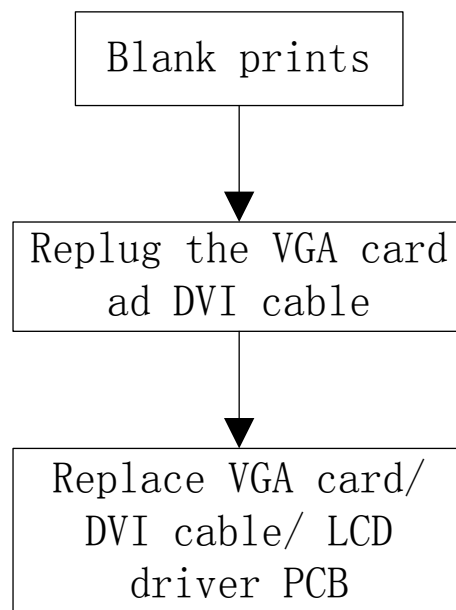 Blank prints
Replug the VGA card
ad DVI cable
Replace VGA card/
DVI cable/ LCD
driver PCB